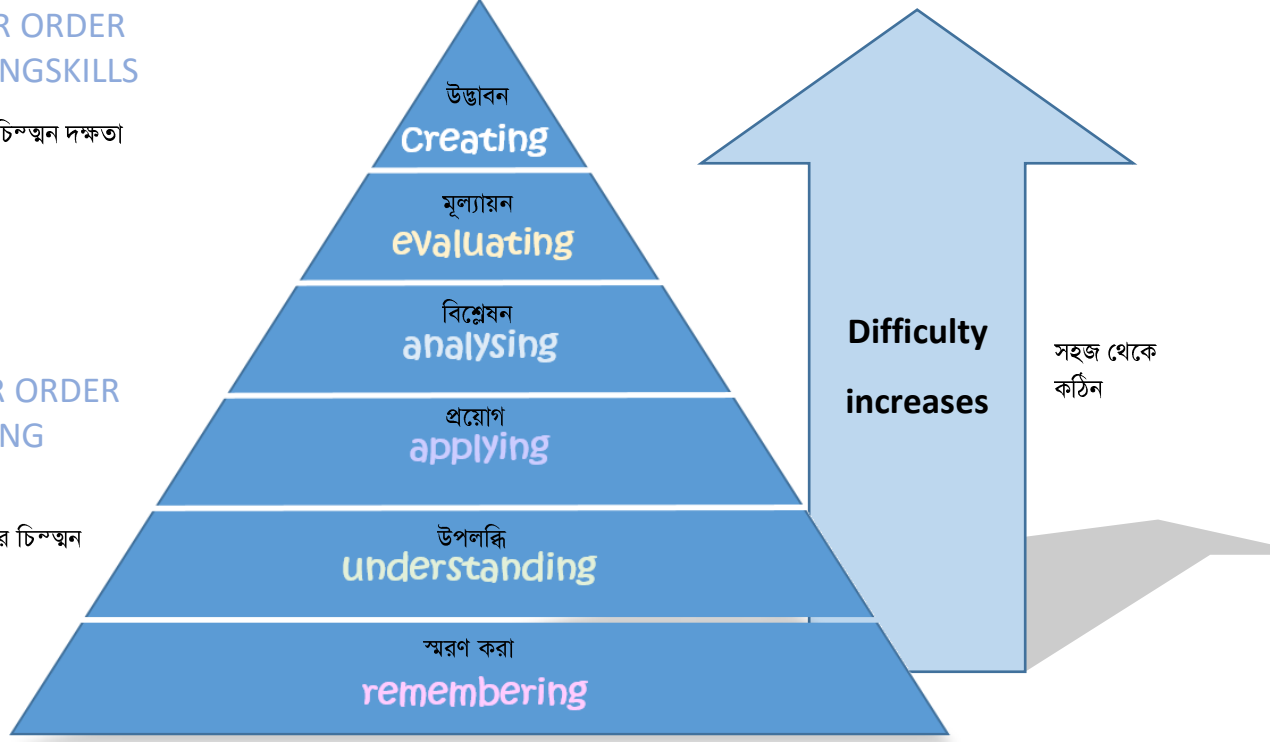 R ORDER
NGSKILLS
চিন্তন দক্ষতা
উদ্ভাবন
creating
মূল্যায়ন
evaluating
বিশ্লেষন
analysing
R ORDER
NG
প্রয়োগ
applying
র চিন্তন
উপলব্ধি
understanding
স্মরণ করা
remembering
Difficulty
increases
সহজ থেকে
কঠিন